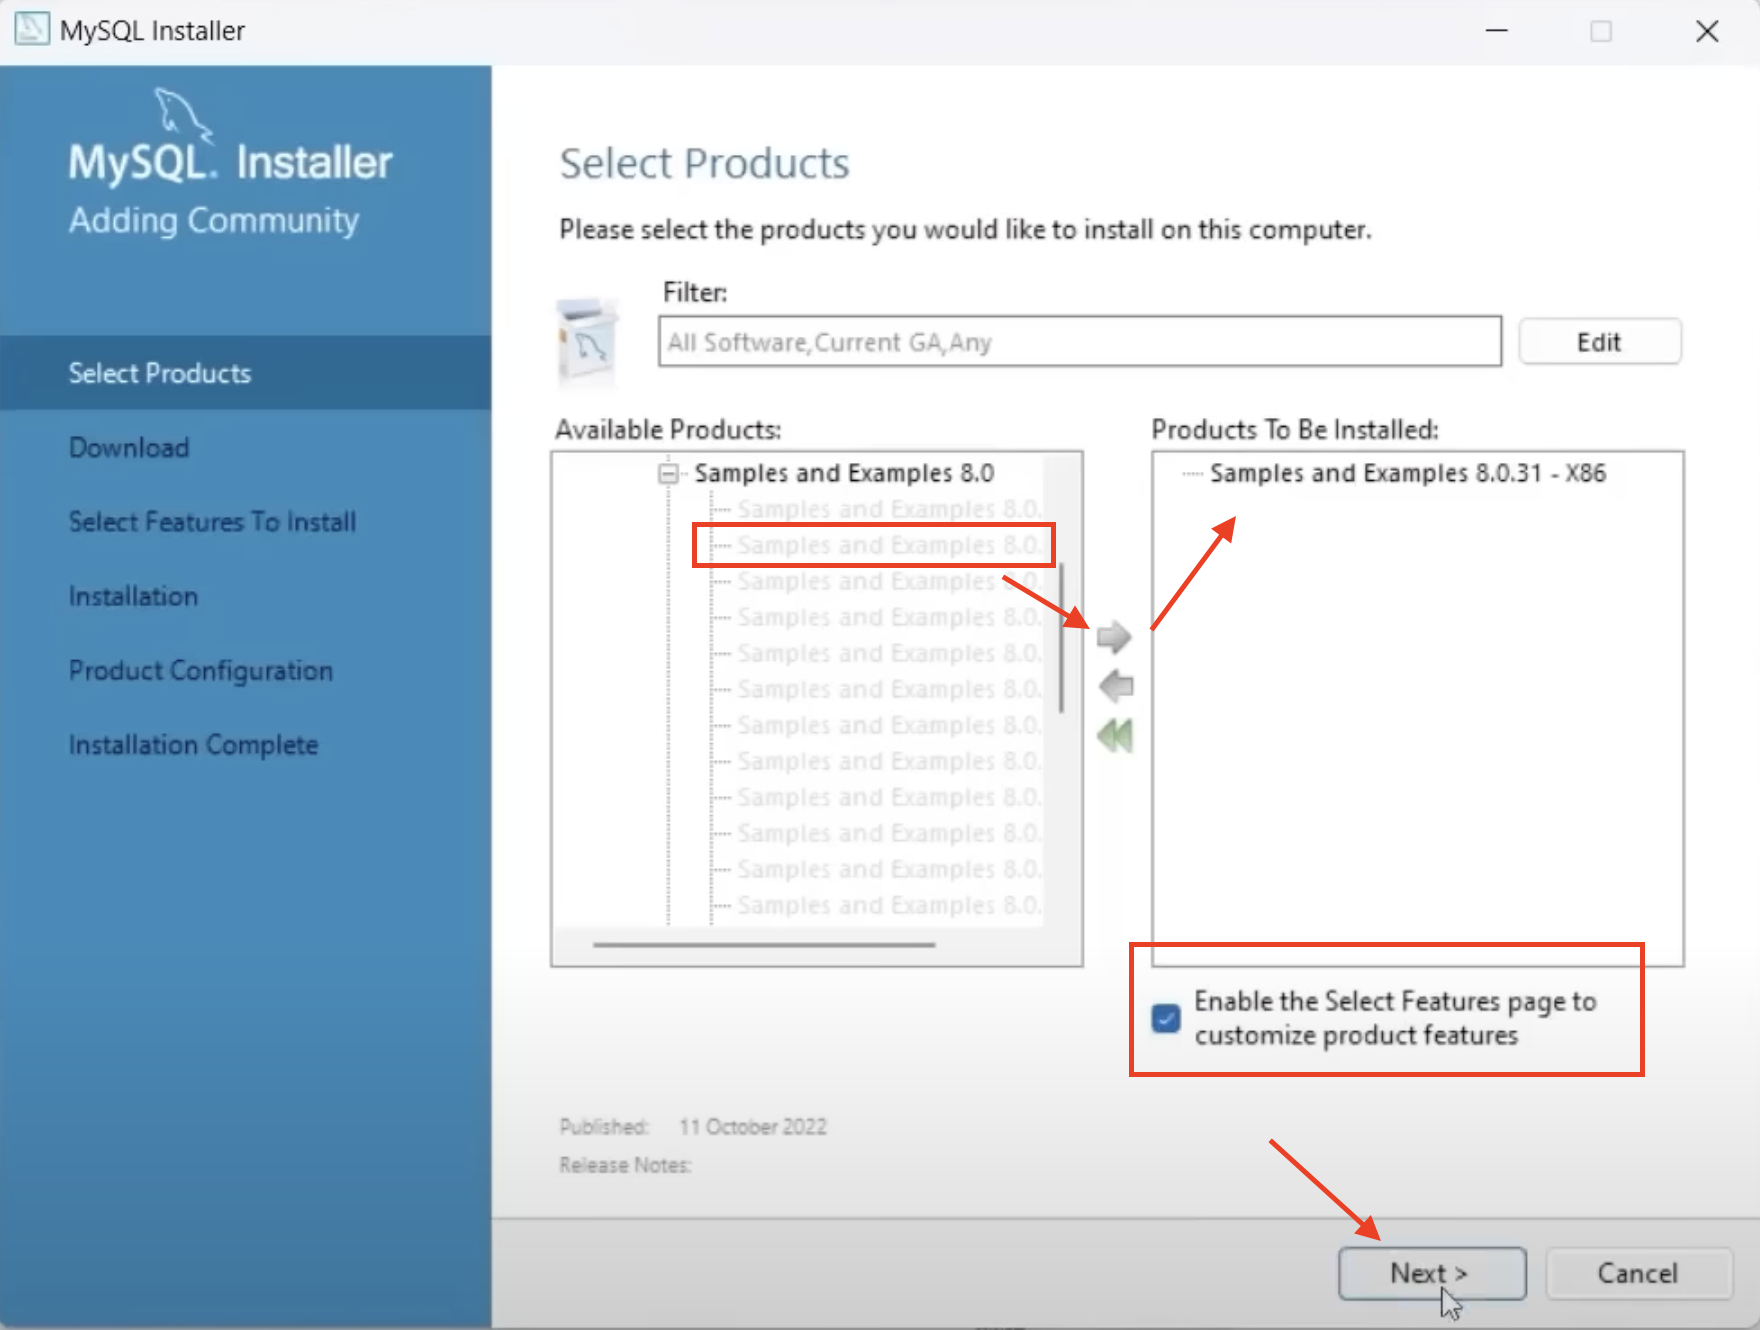 MySQL Installer
MySQL. Installer
Adding Community
Select Products
Download
Select Features To Install
Installation
Product Configuration
Installation Complete
Select Products
Please select the products you would like to install on this computer.
Filter:
All Software,Current GA,Any
Edit
Available Products:
Samples and Examples 8.0
Samples and Examples 8.0.
Samples and Examples 8.0.
Samples and Examples 8.0.
Samples and Examples 8.0.
Samples and Examples 8.0.
Samples and Examples 8.0.
Samples and Examples 8.0.
Samples and Examples 8.0.
Samples and Examples 8.0.
Samples and Examples 8.0.
Samples and Examples 8.0.
Samples and Examples 8.0.
Products To Be Installed:
Samples and Examples 8.0.31 - X86
Enable the Select Features page to
customize product features
Published: 11 October 2022
Release Notes:
Next >
Cancel